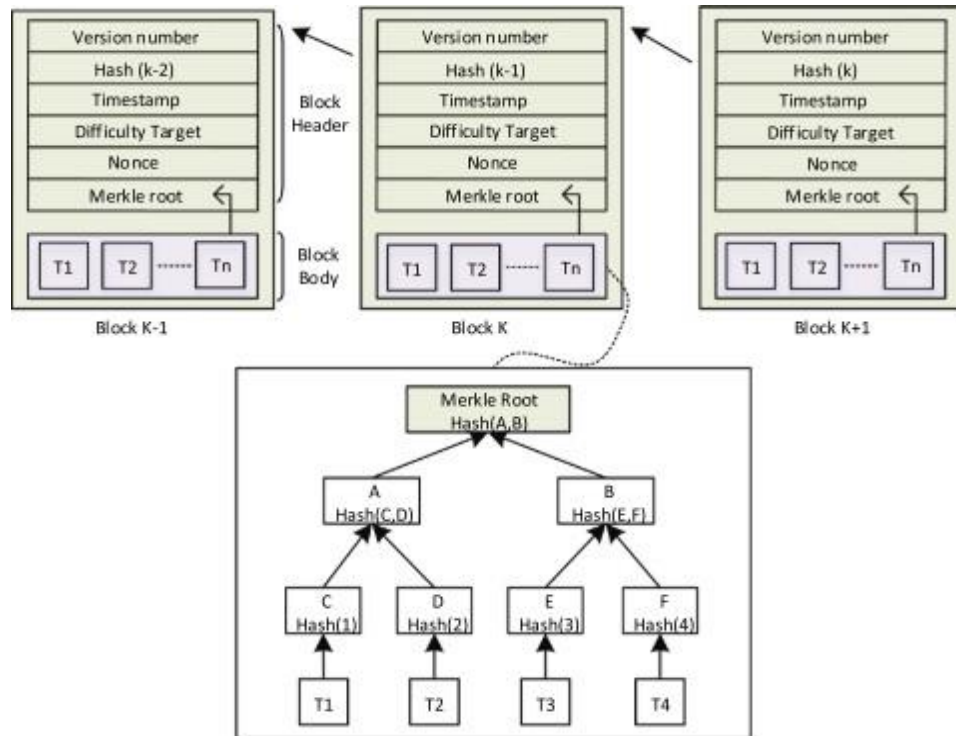 Version number
Hash (k-2)
Timestamp
Difficulty Target
Nonce
Merkle root
T1 T2 ...... Tn
Block K-1
Block
Header
Block
Body
Version number
Hash (k-1)
Timestamp
Difficulty Target
Nonce
Merkle root
T1 T2 ...... Tn
Block K
Version number
Hash (k)
Timestamp
Difficulty Target
Nonce
Merkle root
T1 T2 ...... Tn
Block K+1
Merkle Root
Hash(A,B)
A
Hash(C,D)
B
Hash(E,F)
C
Hash(1)
D
Hash(2)
E
Hash(3)
F
Hash(4)
T1
T2
T3
T4